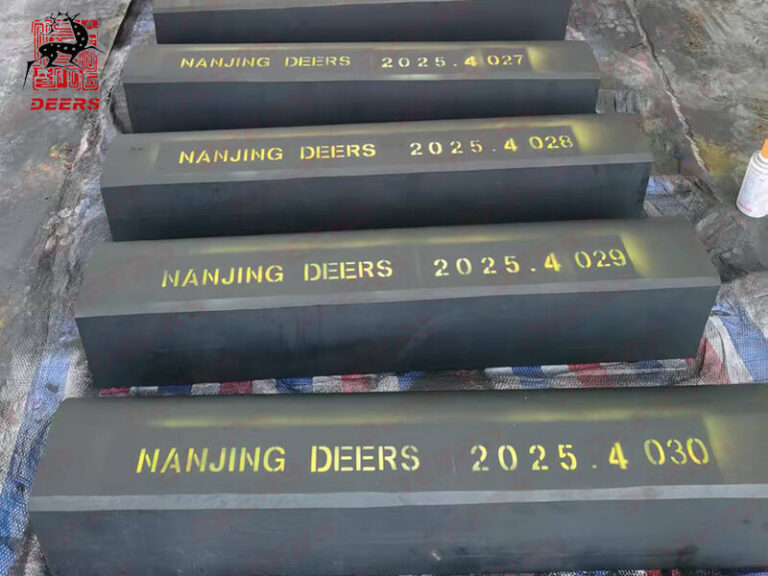 DEERS
NANJING DEERS 2025.4 027
NANJING DEERS 2025.4 028
NANJING DEERS 2025.4 029
NANJING DEERS 2025.4 030